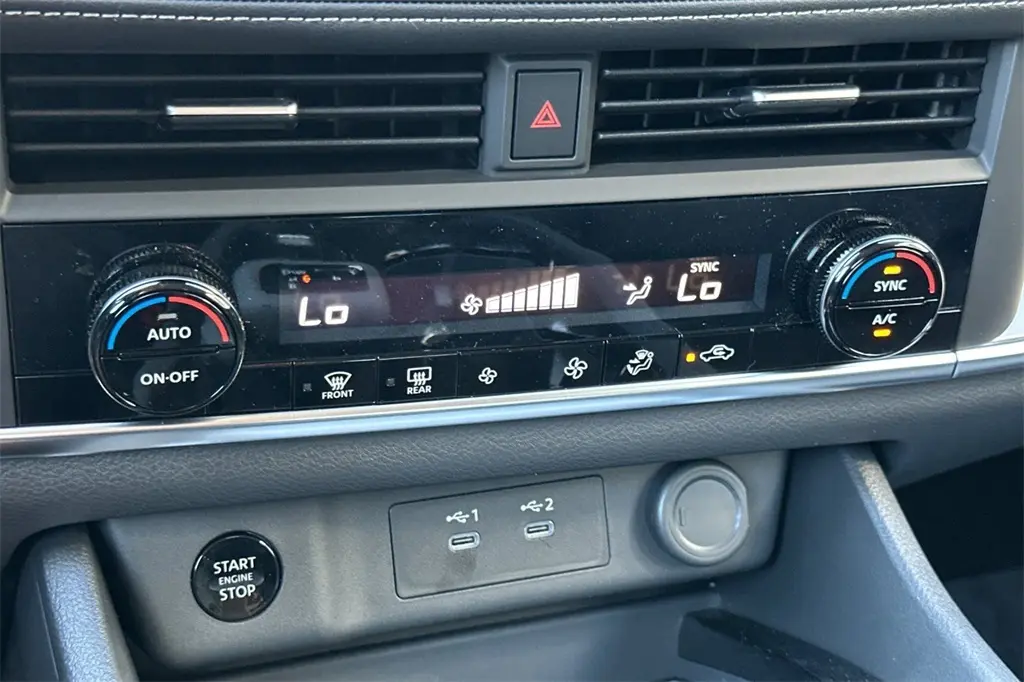 SYNC
Lo
Lo
AUTO
ON-OFF
SYNC
A/C
FRONT
REAR
1
2
START
ENGINE
STOP